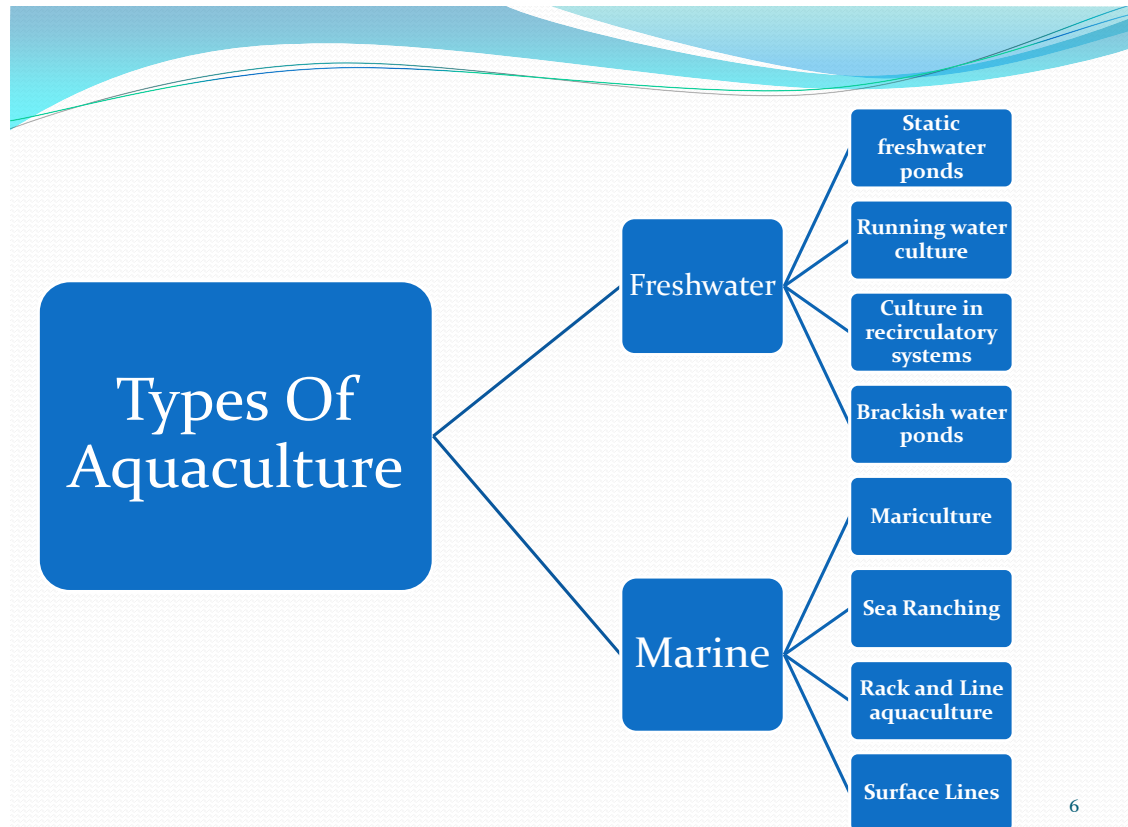 Types Of
Aquaculture
Freshwater
Static
freshwater
ponds
Running water
culture
Culture in
recirculatory
systems
Brackish water
ponds
Marine
Mariculture
Sea Ranching
Rack and Line
aquaculture
Surface Lines
6